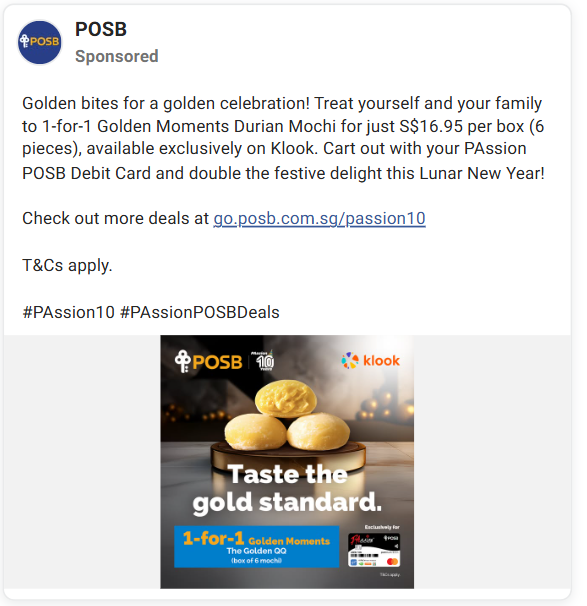 POSB
POSB
Sponsored
Golden bites for a golden celebration! Treat yourself and your family
to 1-for-1 Golden Moments Durian Mochi for just S$16.95 per box (6
pieces), available exclusively on Klook. Cart out with your PAssion
POSB Debit Card and double the festive delight this Lunar New Year!
Check out more deals at go.posb.com.sg/passion10
T&Cs apply.
#PAssion10 #PAssionPOSBDeals
POSB
PAssion 10 YEARS
klook
Taste the
gold standard.
1-for-1 Golden Moments
The Golden QQ
(box of 6 mochi)
Exclusively for
POSB
T&Cs apply.